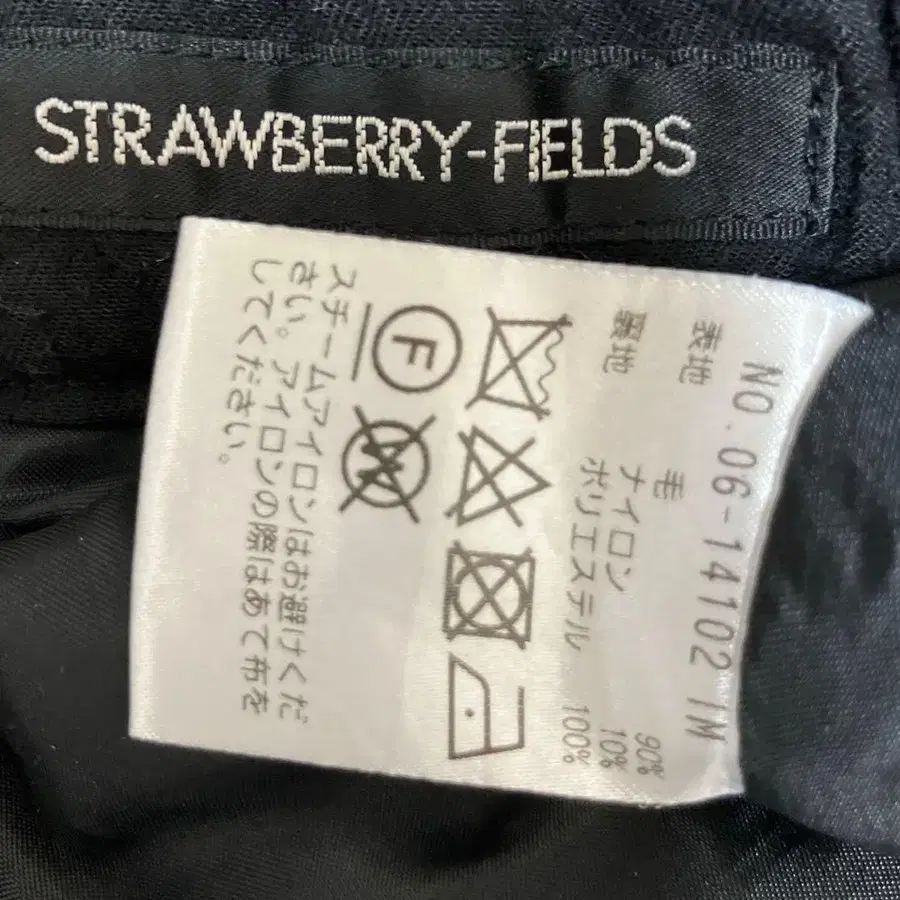 STRAWBERRY-FIELDS
NO. 06-14102 IM
表地 毛 90%
ナイロン 10%
裏地 ポリエステル 100%
F
W
スチームアイロンはお避けくだ
さい。アイロンの際はあて布を
してください。